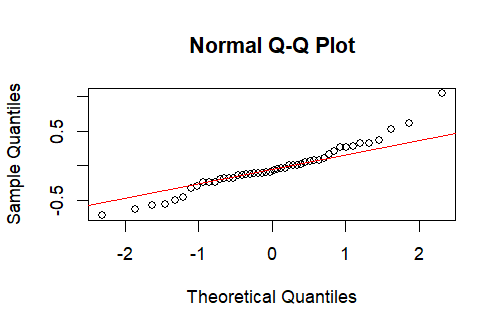 Normal Q-Q Plot
Sample Quantiles
0.5
-0.5
-2
-1
0
1
2
Theoretical Quantiles